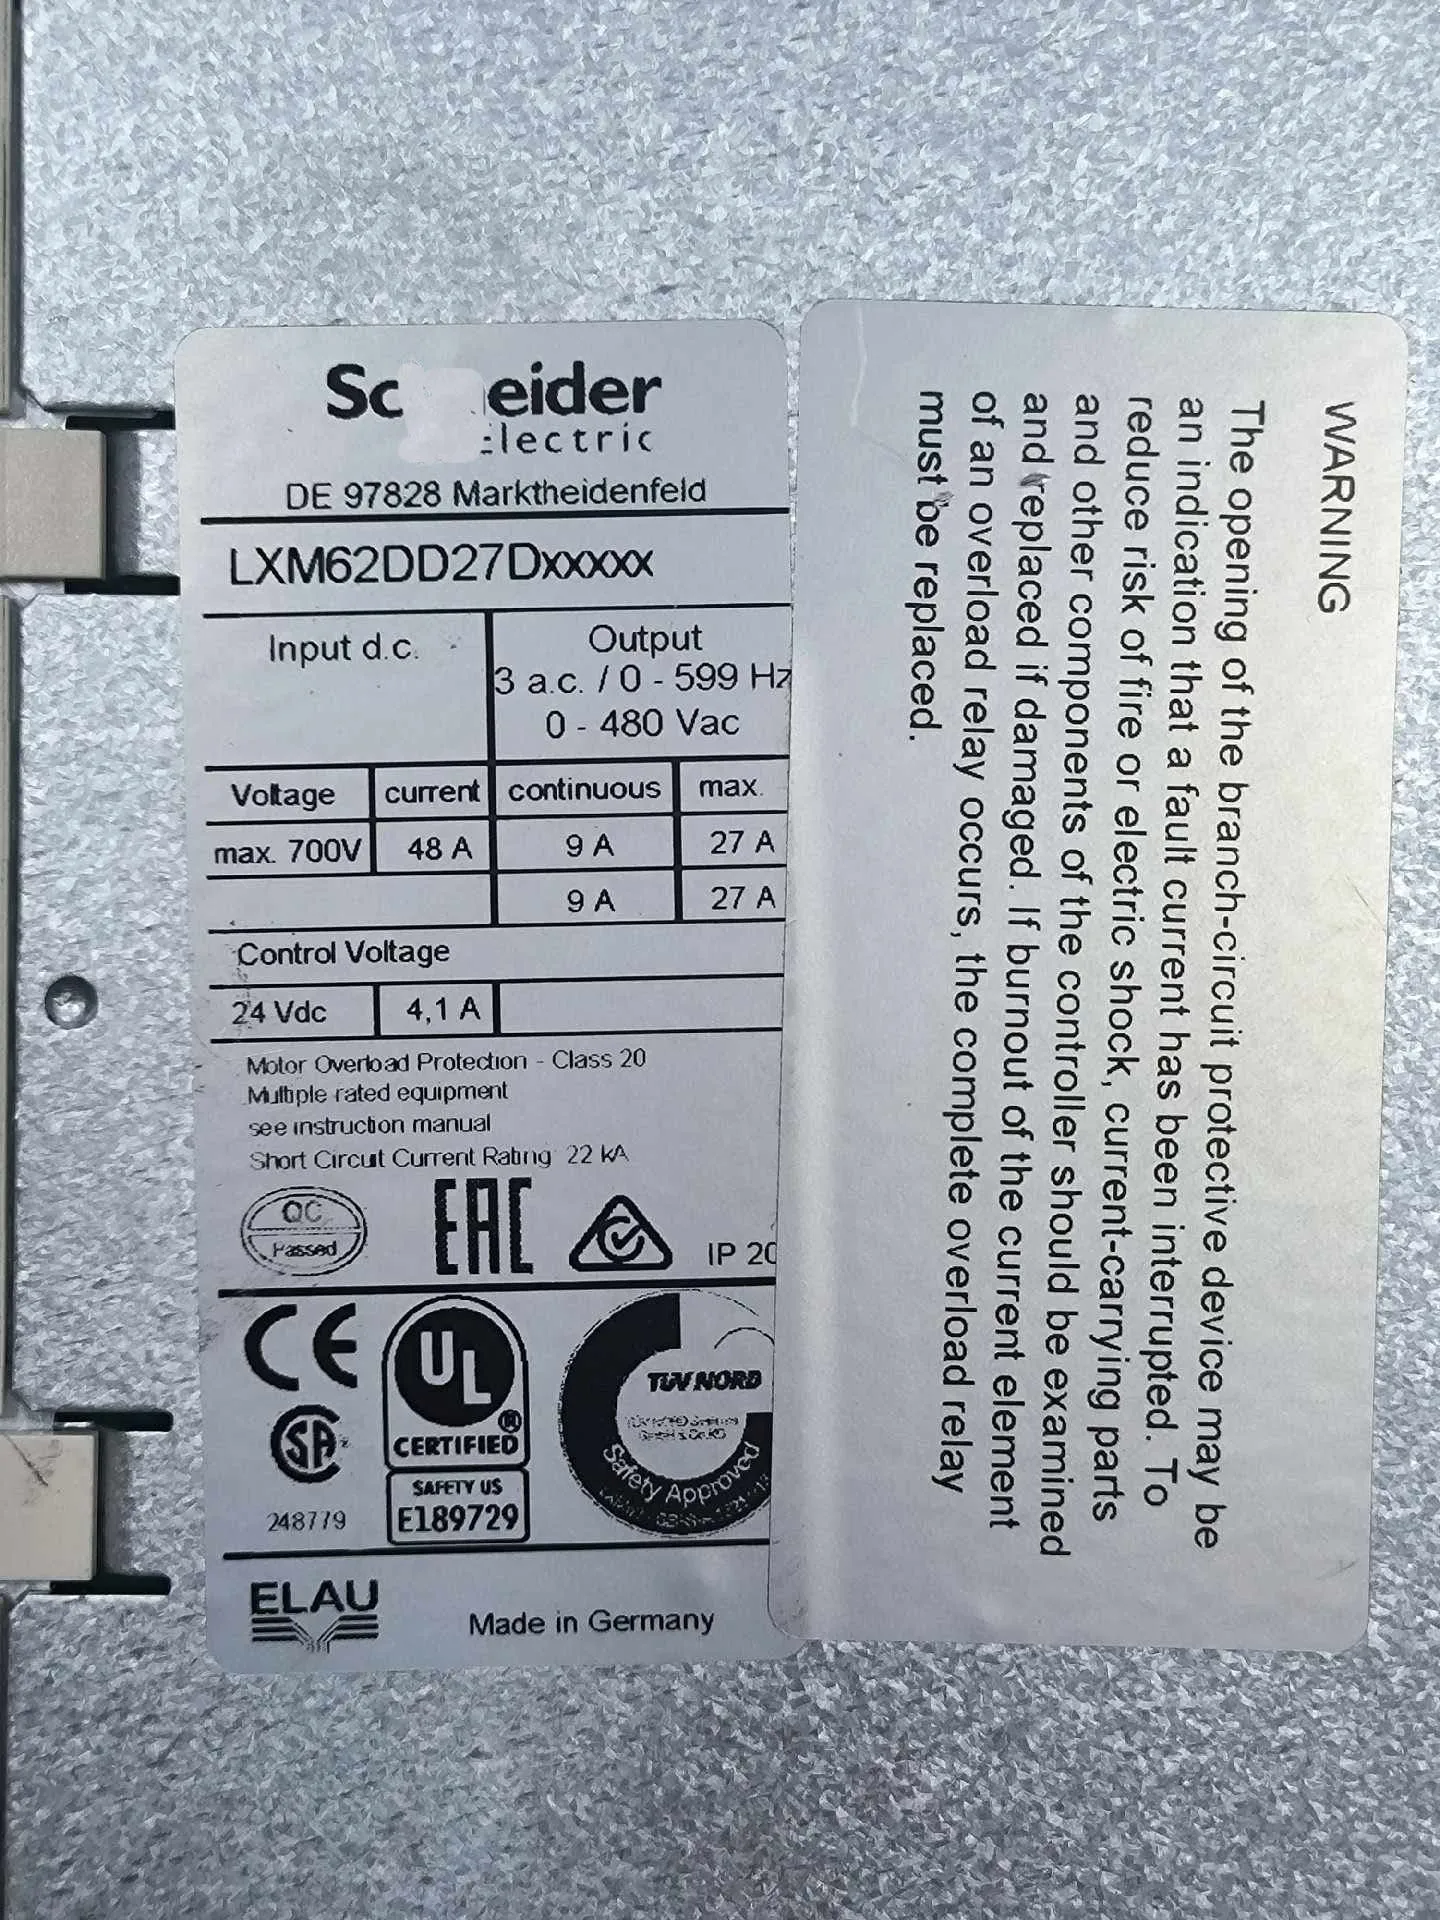 Sc eider
lectric
DE 97828 Marktheidenfeld
LXM62DD27Dxxxxx
Input d.c.
Output
3 a.c. / 0 - 599 Hz
0 - 480 Vac
Voltage current continuous max.
max. 700V 48 A 9 A 27 A
9 A 27 A
Control Voltage
24 Vdc 4,1 A
Motor Overload Protection - Class 20
Multiple rated equipment
see instruction manual
Short Circuit Current Rating 22 kA
QC
Passed
EAC
IP 20
CE
UL
®
CERTIFIED
SAFETY US
E189729
SA
248779
TÜV NORD
Safety Approved
ELAU
Made in Germany
WARNING
The opening of the branch-circuit protective device may be
an indication that a fault current has been interrupted. To
reduce risk of fire or electric shock, current-carrying parts
and other components of the controller should be examined
and replaced if damaged. If burnout of the current element
of an overload relay occurs, the complete overload relay
must be replaced.